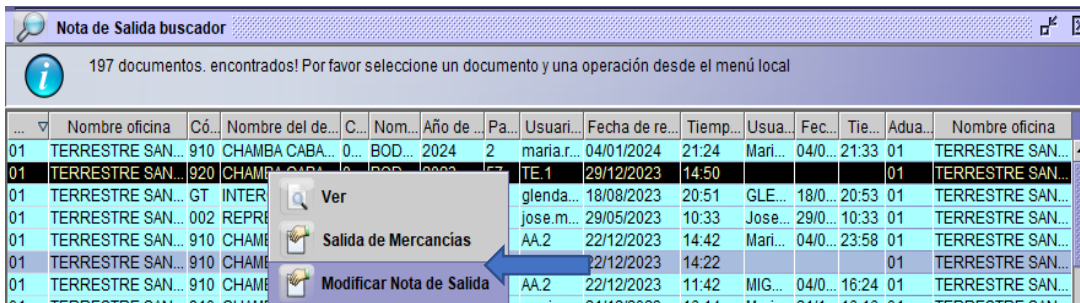 Nota de Salida buscador
197 documentos. encontrados! Por favor seleccione un documento y una operación desde el menú local
... Nombre oficina Có... Nombre del de... C... Nom... Año de ... Pa... Usuari... Fecha de re... Tiemp... Usua... Fec... Tie... Adua... Nombre oficina
01 TERRESTRE SAN... 910 CHAMBA CABA... 0... BOD... 2024 2 maria.r... 04/01/2024 21:24 Mari... 04/0... 21:33 01 TERRESTRE SAN...
01 TERRESTRE SAN... 920 TE.1 29/12/2023 14:50 01 TERRESTRE SAN...
01 TERRESTRE SAN... GT INTER glenda... 18/08/2023 20:51 GLE... 18/0... 20:53 01 TERRESTRE SAN...
Ver
01 TERRESTRE SAN... 002 REPRE jose.m... 29/05/2023 10:33 Jose... 29/0... 10:33 01 TERRESTRE SAN...
01 TERRESTRE SAN... 910 CHAME AA.2 22/12/2023 14:42 Mari... 04/0... 23:58 01 TERRESTRE SAN...
Salida de Mercancías
01 TERRESTRE SAN... 910 CHAME 22/12/2023 14:22 01 TERRESTRE SAN...
01 TERRESTRE SAN... 910 CHAME AA.2 22/12/2023 11:42 MIG... 04/0... 16:24 01 TERRESTRE SAN...
Modificar Nota de Salida